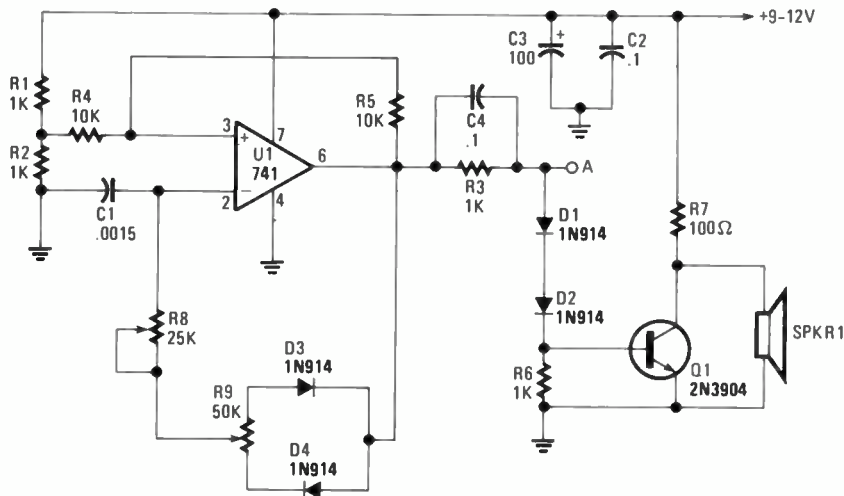 +9-12V
C3
100
+
C2
.1
R1
1K
R4
10K
R5
10K
C4
.1
3
+
7
U1
741
6
A
R2
1K
R3
1K
−
2
4
C1
.0015
D1
1N914
R7
100Ω
R8
25K
D2
1N914
SPKR1
D3
1N914
R6
1K
Q1
2N3904
R9
50K
D4
1N914